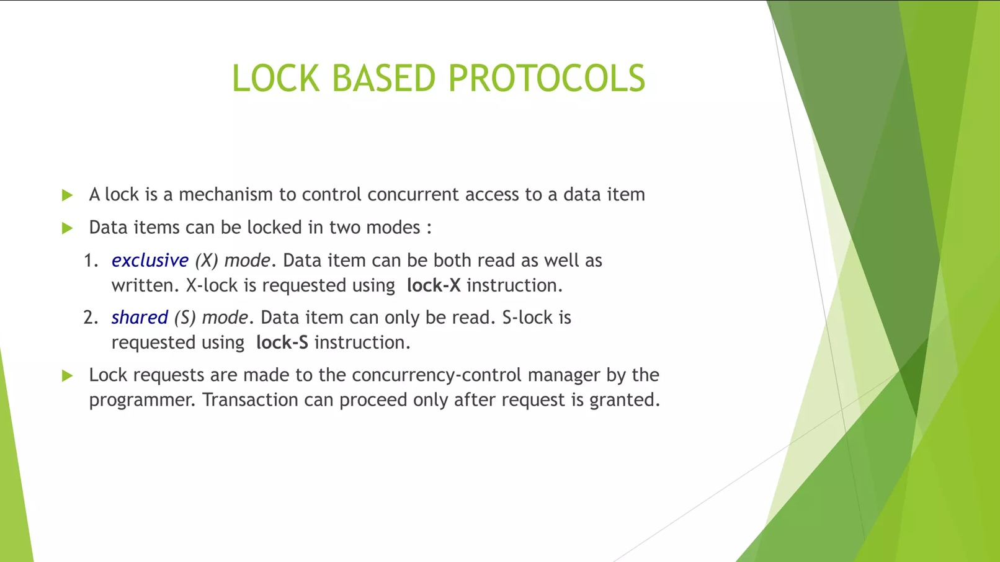 LOCK BASED PROTOCOLS
A lock is a mechanism to control concurrent access to a data item
Data items can be locked in two modes :
1. exclusive (X) mode. Data item can be both read as well as
written. X-lock is requested using lock-X instruction.
2. shared (S) mode. Data item can only be read. S-lock is
requested using lock-S instruction.
Lock requests are made to the concurrency-control manager by the
programmer. Transaction can proceed only after request is granted.